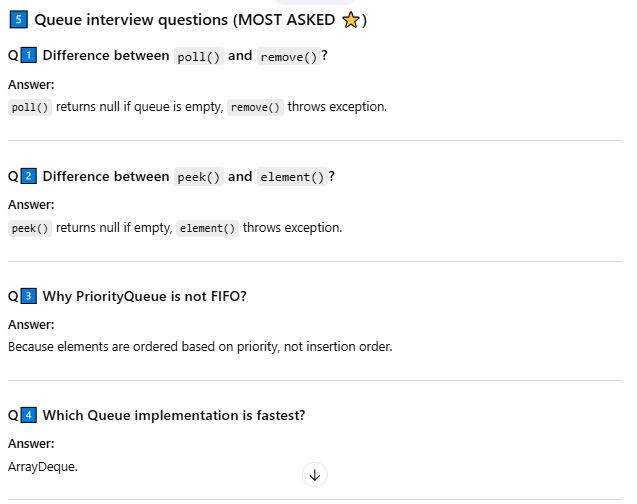 5️⃣ Queue interview questions (MOST ASKED ⭐)
Q1️⃣ Difference between poll() and remove()?
Answer:
poll() returns null if queue is empty, remove() throws exception.
Q2️⃣ Difference between peek() and element()?
Answer:
peek() returns null if empty, element() throws exception.
Q3️⃣ Why PriorityQueue is not FIFO?
Answer:
Because elements are ordered based on priority, not insertion order.
Q4️⃣ Which Queue implementation is fastest?
Answer:
ArrayDeque.